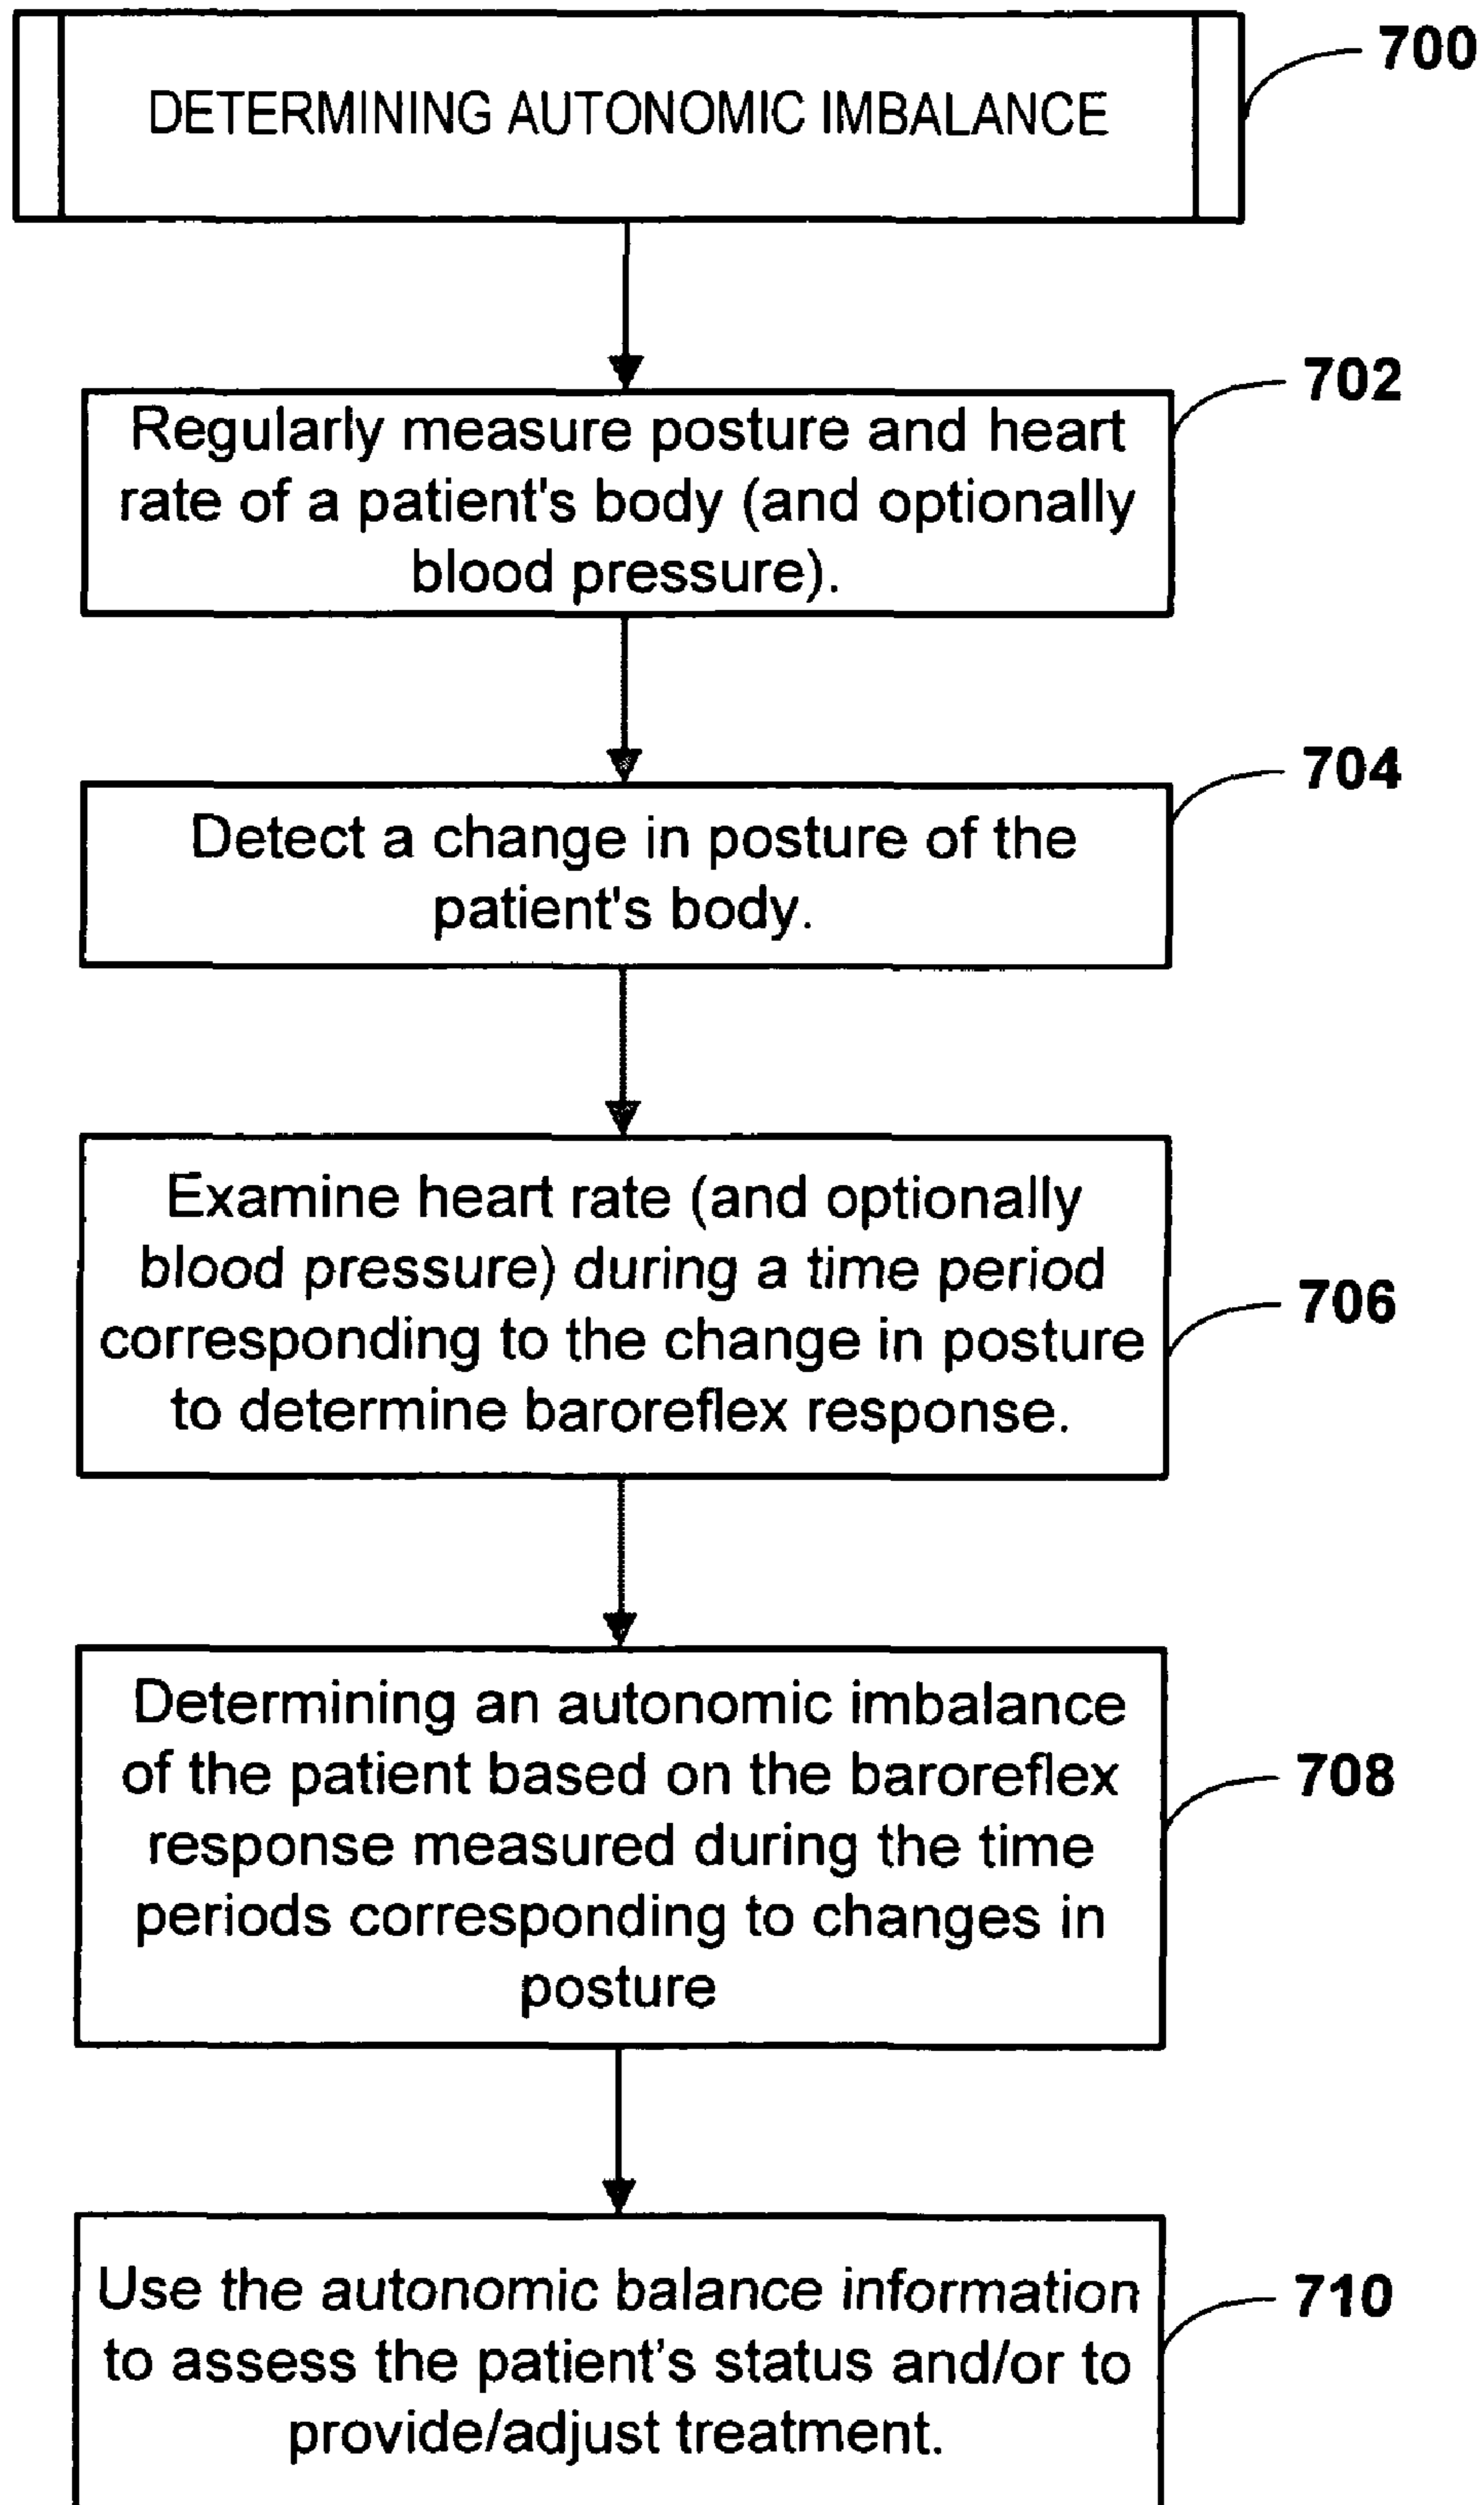 DETERMINING AUTONOMIC IMBALANCE
700
Regularly measure posture and heart
rate of a patient's body (and optionally
blood pressure).
702
Detect a change in posture of the
patient's body.
704
Examine heart rate (and optionally
blood pressure) during a time period
corresponding to the change in posture
to determine baroreflex response.
706
Determining an autonomic imbalance
of the patient based on the baroreflex
response measured during the time
periods corresponding to changes in
posture
708
Use the autonomic balance information
to assess the patient's status and/or to
provide/adjust treatment.
710